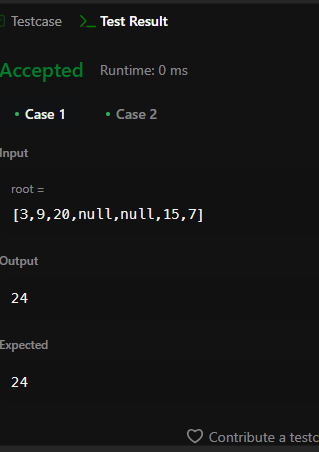 Testcase >_ Test Result
Accepted Runtime: 0 ms
• Case 1 • Case 2
Input
root =
[3,9,20,null,null,15,7]
Output
24
Expected
24
Contribute a testc